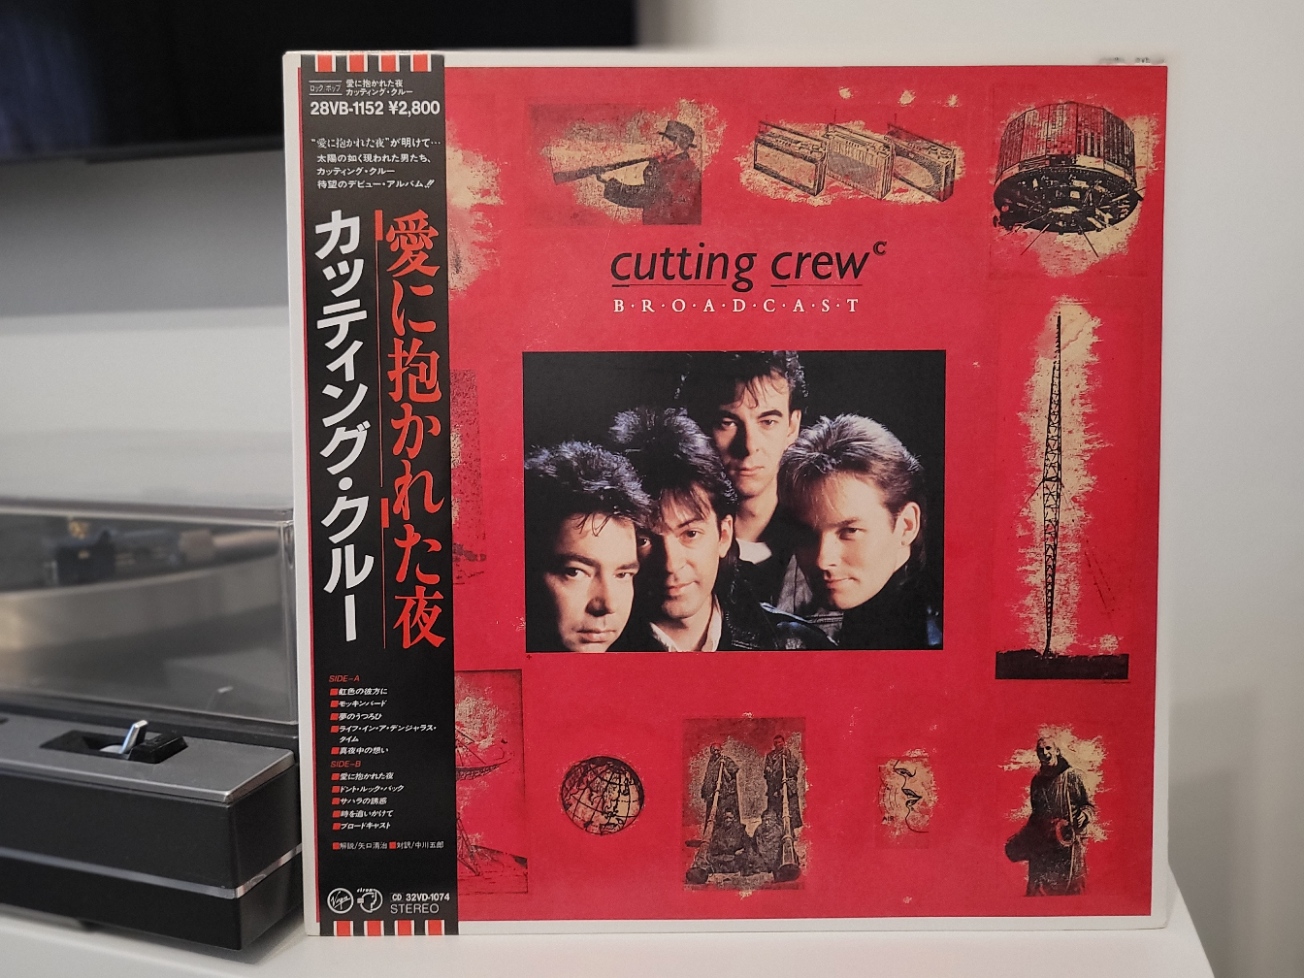 ロック/ポップ
愛に抱かれた夜
カッティング・クルー
28VB-1152 ¥2,800
“愛に抱かれた夜”が明けて…
太陽の如く現われた男たち、
カッティング・クルー
待望のデビュー・アルバム!!
愛に抱かれた夜
カッティング・クルー
SIDE-A
■虹色の彼方に
■モッキンバード
■夢のうつろひ
■ライフ・イン・ア・デンジャラス・
タイム
■真夜中の想い
SIDE-B
■愛に抱かれた夜
■ドント・ルック・バック
■サハラの誘惑
■時を追いかけて
■ブロードキャスト
■解説/矢口清治 ■対訳/中川五郎
Virgin
CD 32VD-1074
STEREO
cutting crew c
B·R·O·A·D·C·A·S·T
AIR